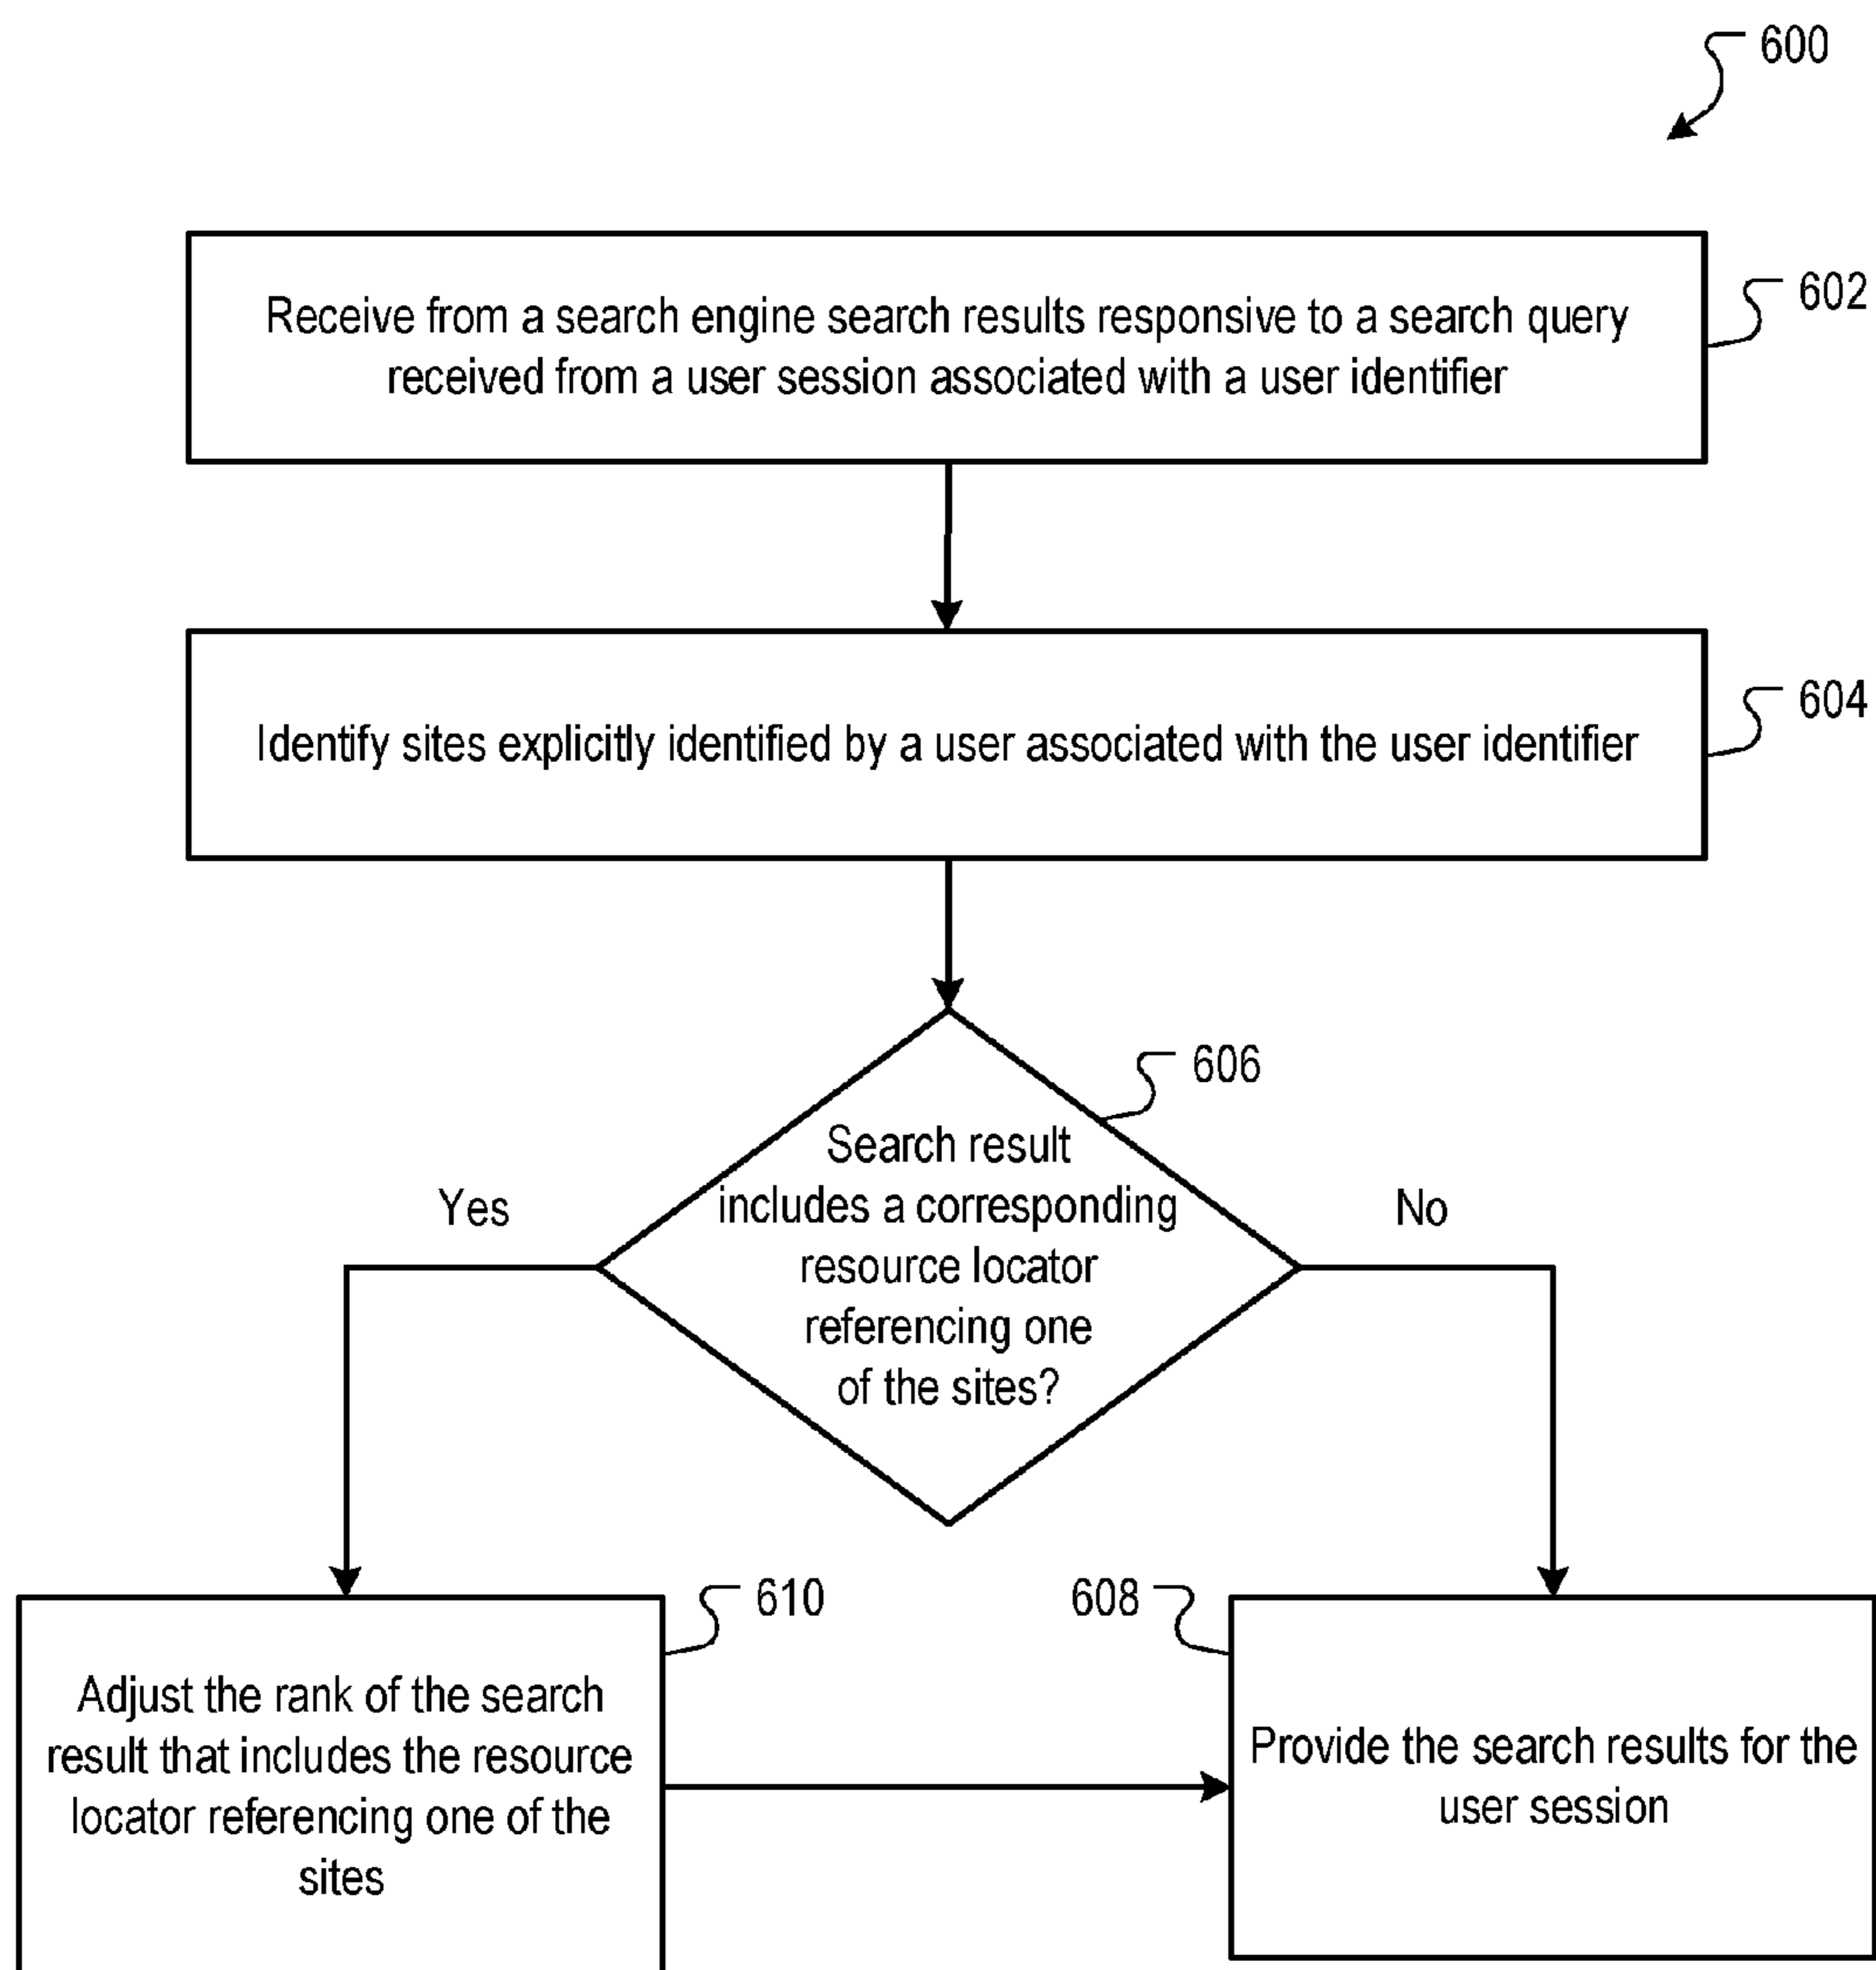 600
Receive from a search engine search results responsive to a search query
received from a user session associated with a user identifier
602
Identify sites explicitly identified by a user associated with the user identifier
604
606
Search result
includes a corresponding
resource locator
referencing one
of the sites?
Yes
No
610
608
Adjust the rank of the search
result that includes the resource
locator referencing one of the
sites
Provide the search results for the
user session